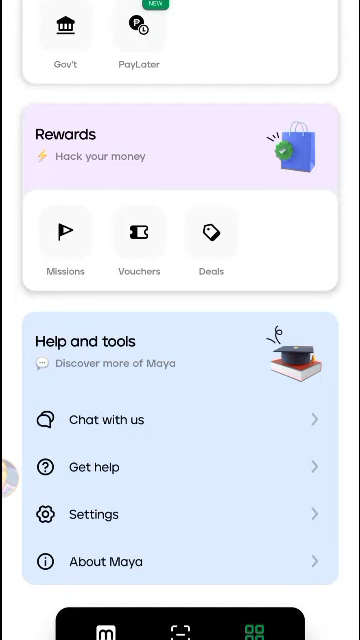 NEW
Gov't
PayLater
Rewards
⚡ Hack your money
Missions
Vouchers
Deals
Help and tools
💬 Discover more of Maya
Chat with us
Get help
Settings
About Maya